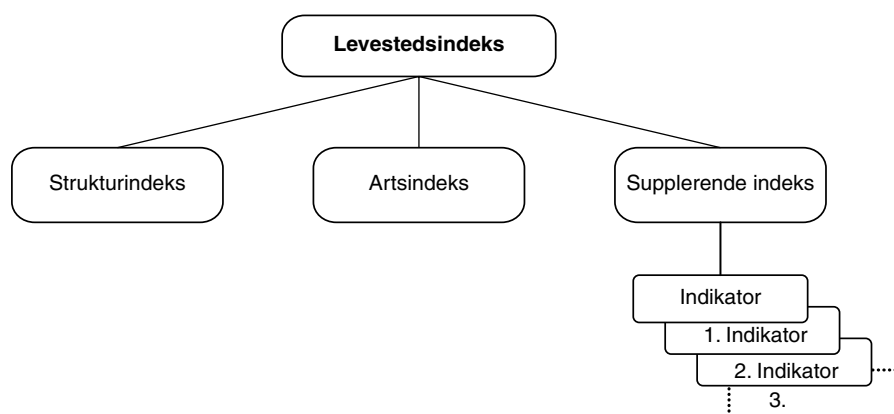 Levestedsindeks
Strukturindeks
Artsindeks
Supplerende indeks
Indikator
1. Indikator
2. Indikator
3.